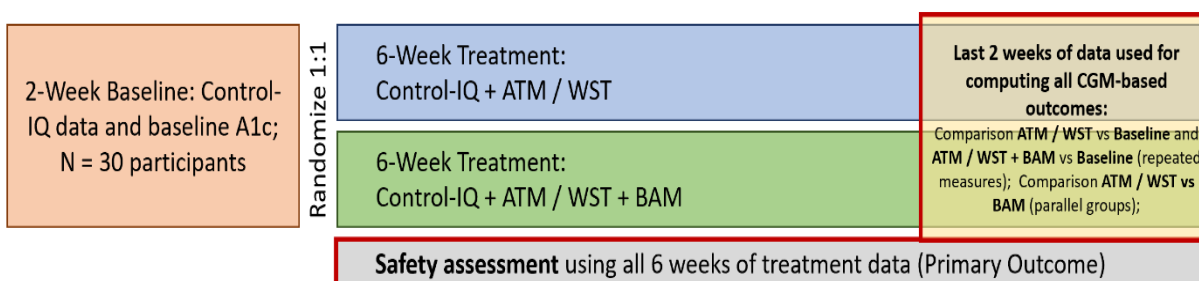 2-Week Baseline: Control-
IQ data and baseline A1c;
N = 30 participants
Randomize 1:1
6-Week Treatment:
Control-IQ + ATM / WST
6-Week Treatment:
Control-IQ + ATM / WST + BAM
Last 2 weeks of data used for
computing all CGM-based
outcomes:
Comparison ATM / WST vs Baseline and
ATM / WST + BAM vs Baseline (repeated
measures); Comparison ATM / WST vs
BAM (parallel groups);
Safety assessment using all 6 weeks of treatment data (Primary Outcome)